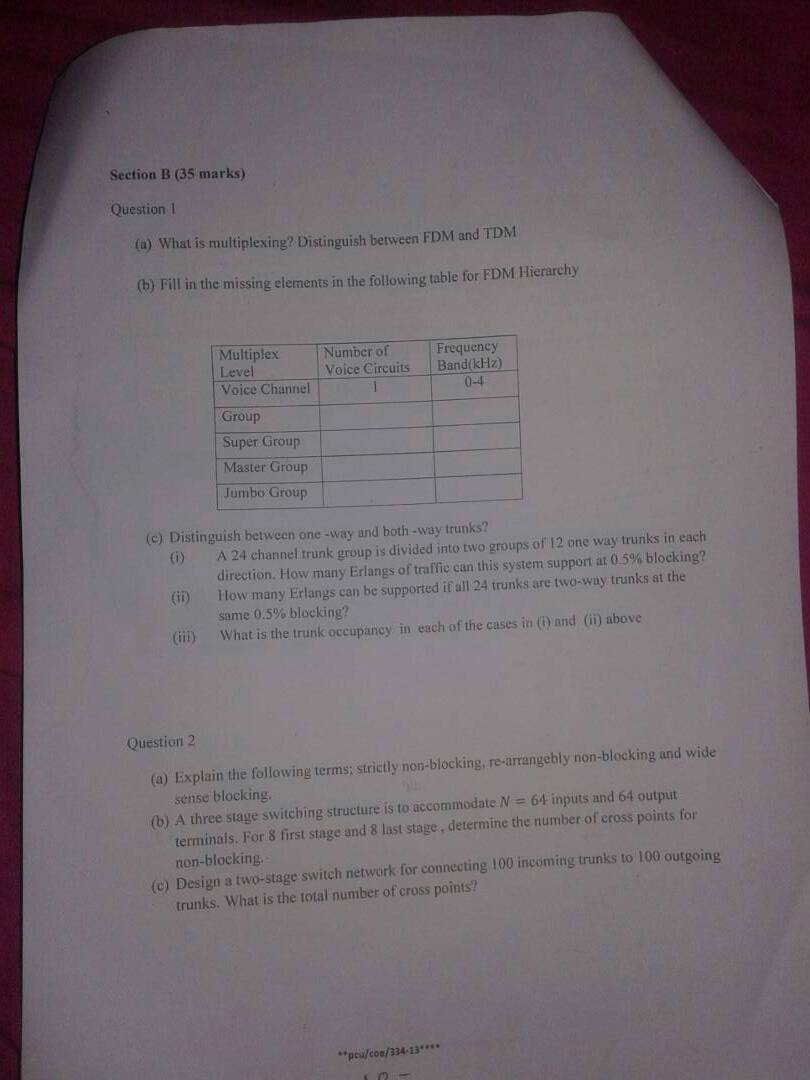 Section B (35 marks)
Question 1
(a) What is multiplexing? Distinguish between FDM and TDM
(b) Fill in the missing elements in the following table for FDM Hierarchy
Multiplex Level Number of Voice Circuits Frequency Band(kHz)
Voice Channel 1 0-4
Group
Super Group
Master Group
Jumbo Group
(c) Distinguish between one -way and both -way trunks?
(i) A 24 channel trunk group is divided into two groups of 12 one way trunks in each
direction. How many Erlangs of traffic can this system support at 0.5% blocking?
(ii) How many Erlangs can be supported if all 24 trunks are two-way trunks at the
same 0.5% blocking?
(iii) What is the trunk occupancy in each of the cases in (i) and (ii) above
Question 2
(a) Explain the following terms; strictly non-blocking, re-arrangebly non-blocking and wide
sense blocking.
(b) A three stage switching structure is to accommodate N = 64 inputs and 64 output
terminals. For 8 first stage and 8 last stage , determine the number of cross points for
non-blocking.
(c) Design a two-stage switch network for connecting 100 incoming trunks to 100 outgoing
trunks. What is the total number of cross points?
**pcu/coe/334-13****